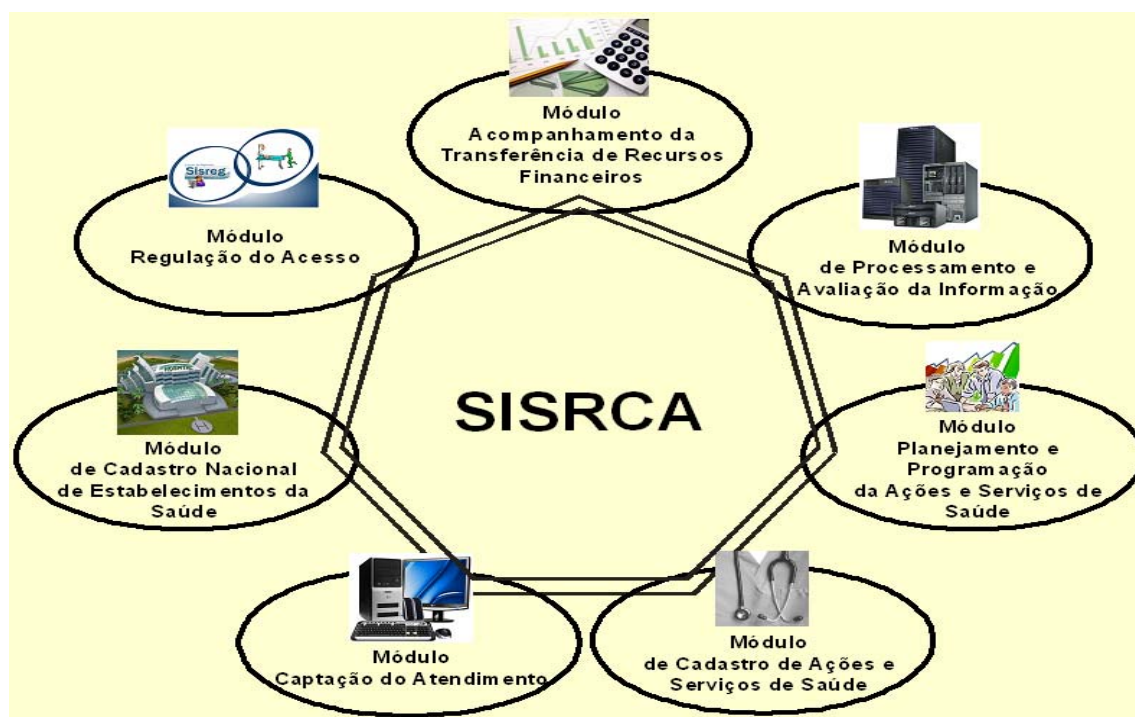 Módulo
Acompanhamento da
Transferência de Recursos
Financeiros
Sisreg
Módulo
Regulação do Acesso
Módulo
de Processamento e
Avaliação da Informação
HOSPITAL
Módulo
de Cadastro Nacional
de Estabelecimentos da
Saúde
SISRCA
Módulo
Planejamento e
Programação
da Ações e Serviços de
Saúde
Módulo
Captação do Atendimento
Módulo
de Cadastro de Ações e
Serviços de Saúde